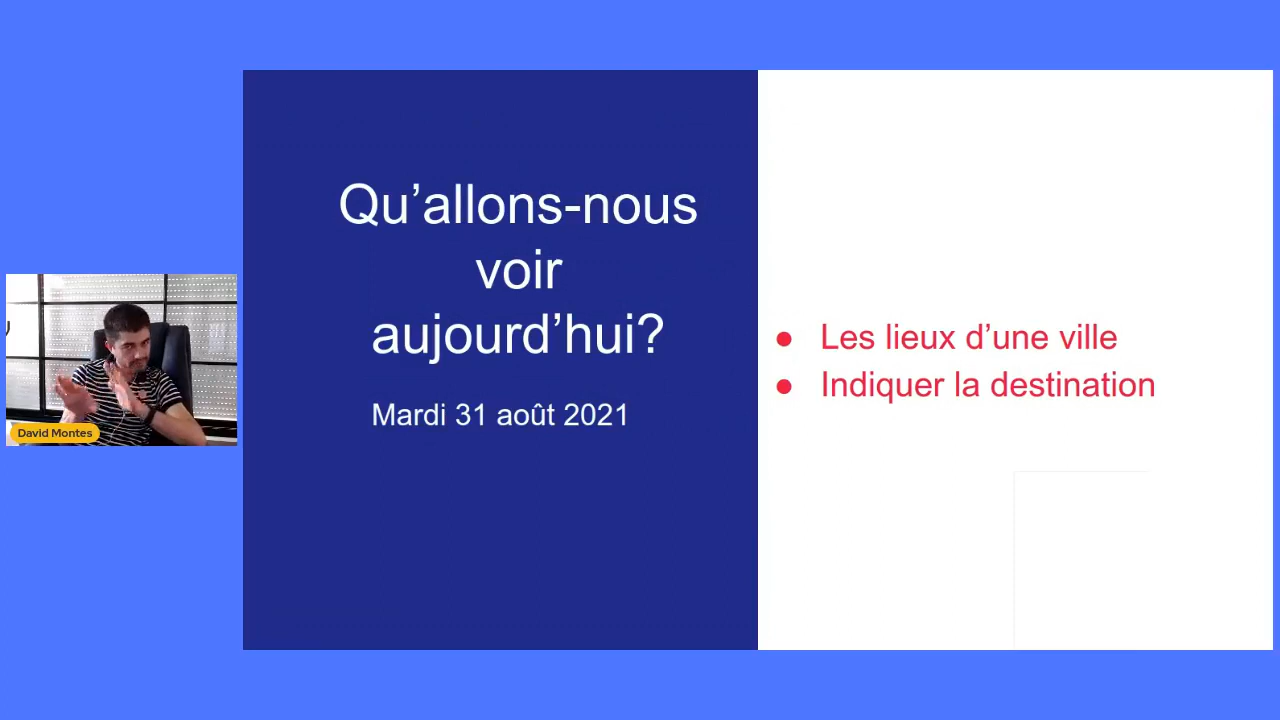 Qu’allons-nous
voir
aujourd’hui?
Mardi 31 août 2021
● Les lieux d’une ville
● Indiquer la destination
David Montes